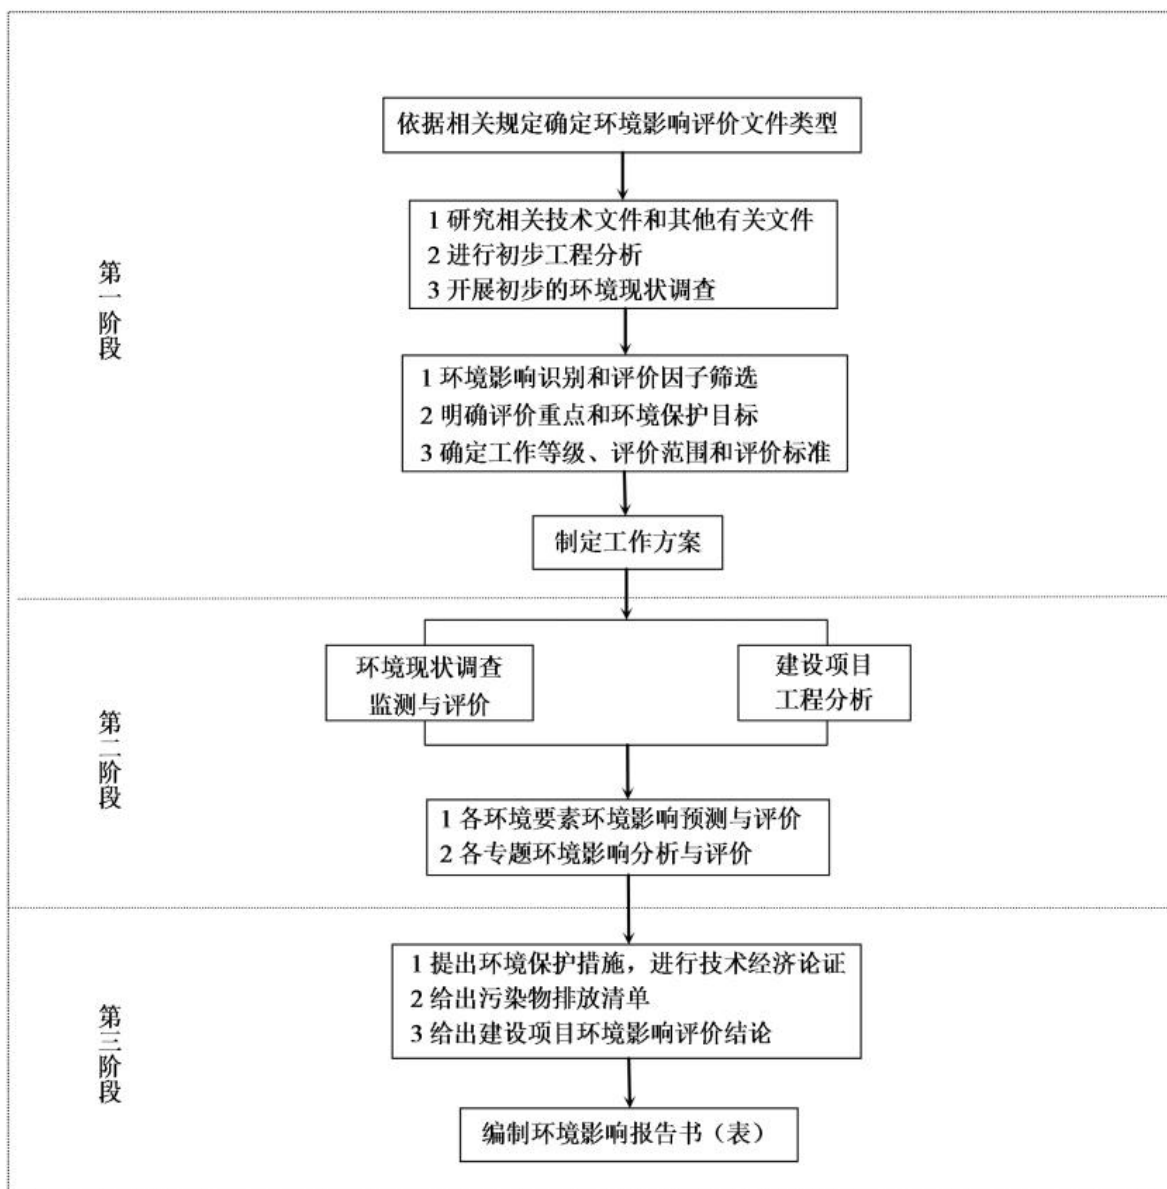 依据相关规定确定环境影响评价文件类型
1 研究相关技术文件和其他有关文件
2 进行初步工程分析
3 开展初步的环境现状调查
第一阶段
1 环境影响识别和评价因子筛选
2 明确评价重点和环境保护目标
3 确定工作等级、评价范围和评价标准
制定工作方案
环境现状调查
监测与评价
建设项目
工程分析
第二阶段
1 各环境要素环境影响预测与评价
2 各专题环境影响分析与评价
1 提出环境保护措施，进行技术经济论证
2 给出污染物排放清单
3 给出建设项目环境影响评价结论
第三阶段
编制环境影响报告书（表）